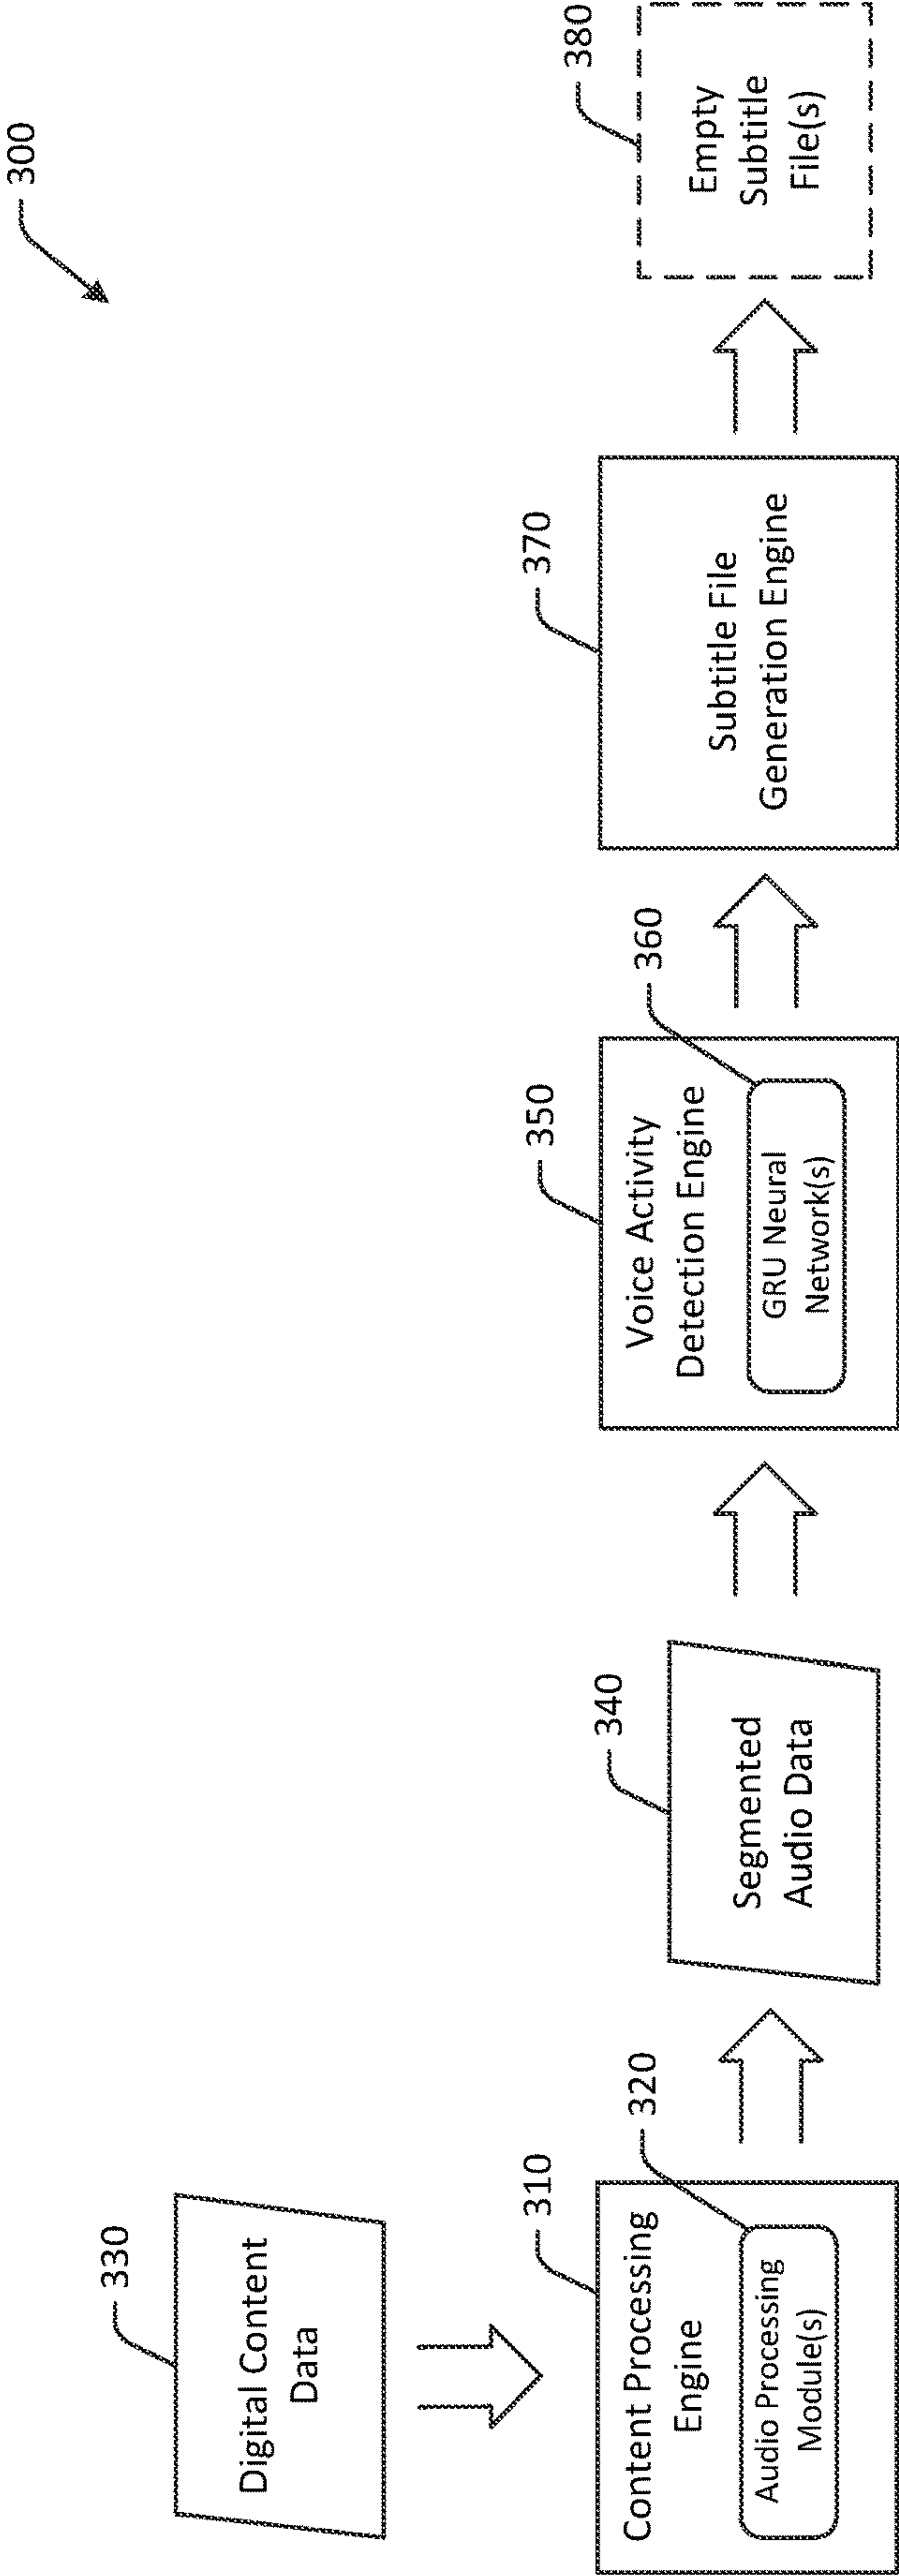 300
330
Digital Content
Data
310
Content Processing
Engine
320
Audio Processing
Module(s)
340
Segmented
Audio Data
350
Voice Activity
Detection Engine
360
GRU Neural
Network(s)
370
Subtitle File
Generation Engine
380
Empty
Subtitle
File(s)